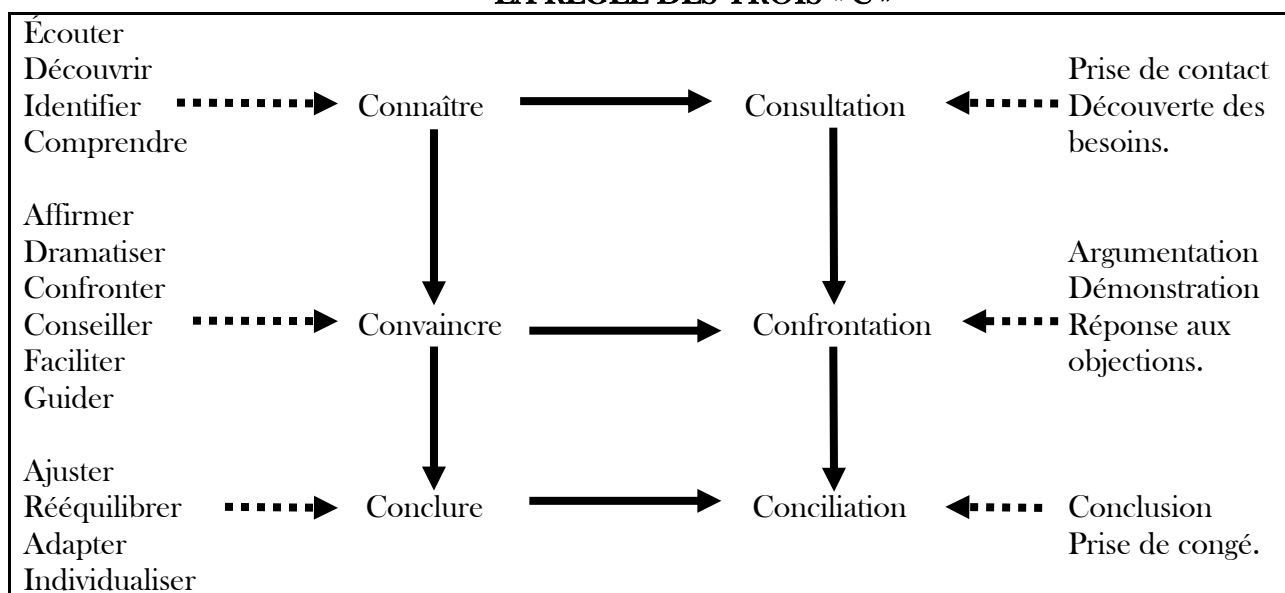 LA RÈGLE DES TROIS « C »
Écouter
Découvrir
Identifier
Comprendre
Connaître
Consultation
Prise de contact
Découverte des
besoins.
Affirmer
Dramatiser
Confronter
Conseiller
Faciliter
Guider
Convaincre
Confrontation
Argumentation
Démonstration
Réponse aux
objections.
Ajuster
Rééquilibrer
Adapter
Individualiser
Conclure
Conciliation
Conclusion
Prise de congé.